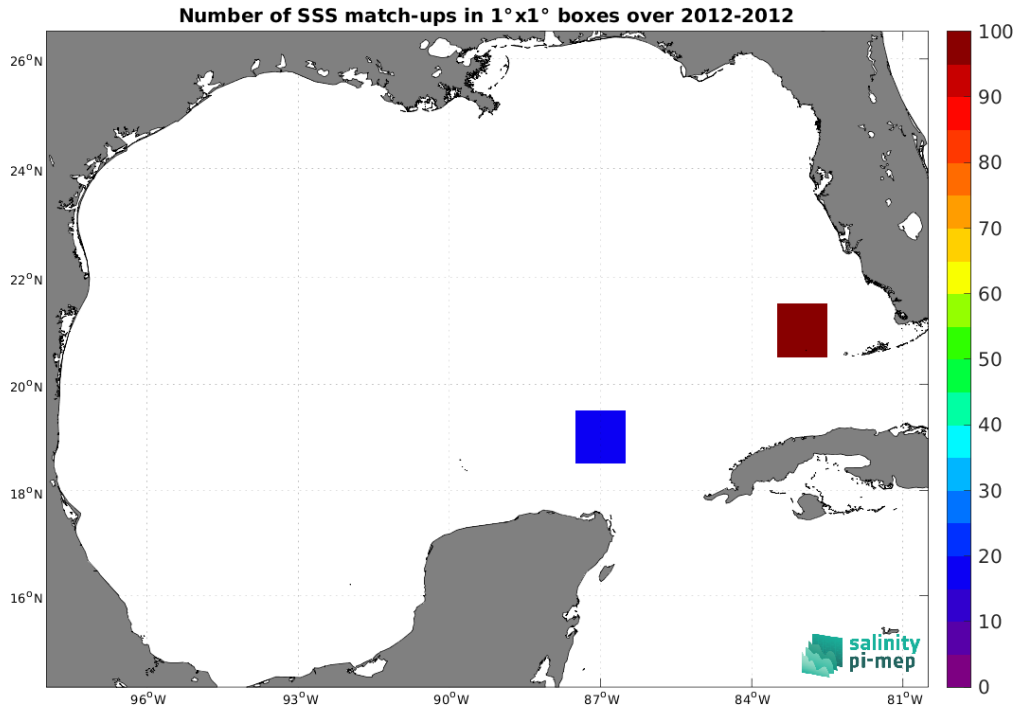 Number of SSS match-ups in 1°x1° boxes over 2012-2012
26°N
24°N
22°N
20°N
18°N
16°N
96°W
93°W
90°W
87°W
84°W
81°W
100
90
80
70
60
50
40
30
20
10
0
salinity
pi-mep